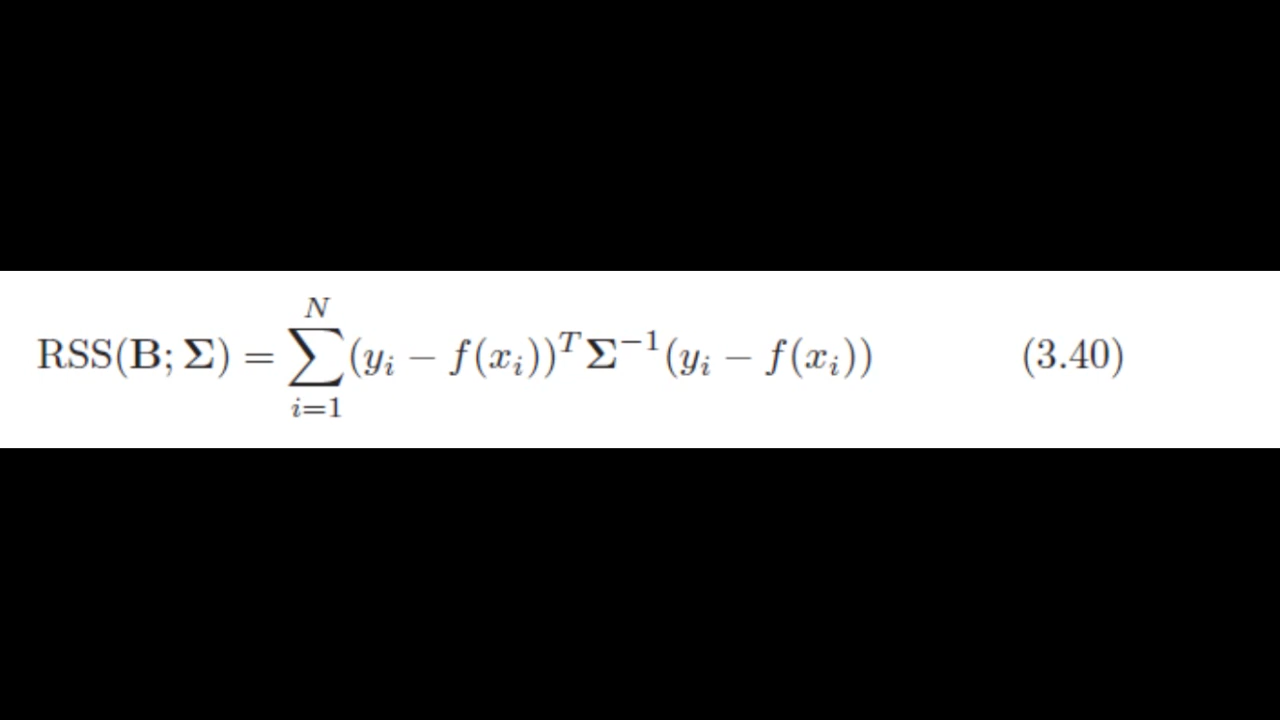 RSS(B; Σ) = ∑_{i=1}^{N} (y_i − f(x_i))^T Σ^{−1} (y_i − f(x_i)) (3.40)